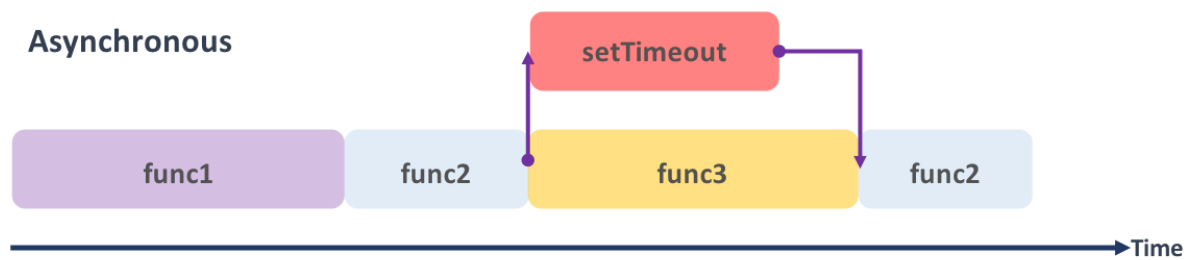 Asynchronous
setTimeout
func1
func2
func3
func2
Time